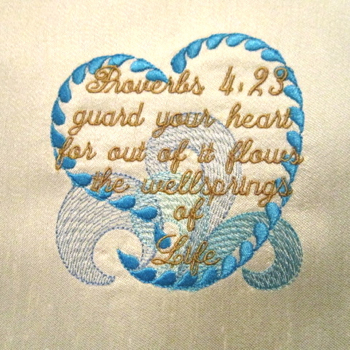 Proverbs 4:23
guard your heart
for out of it flows
the wellsprings
of
Life